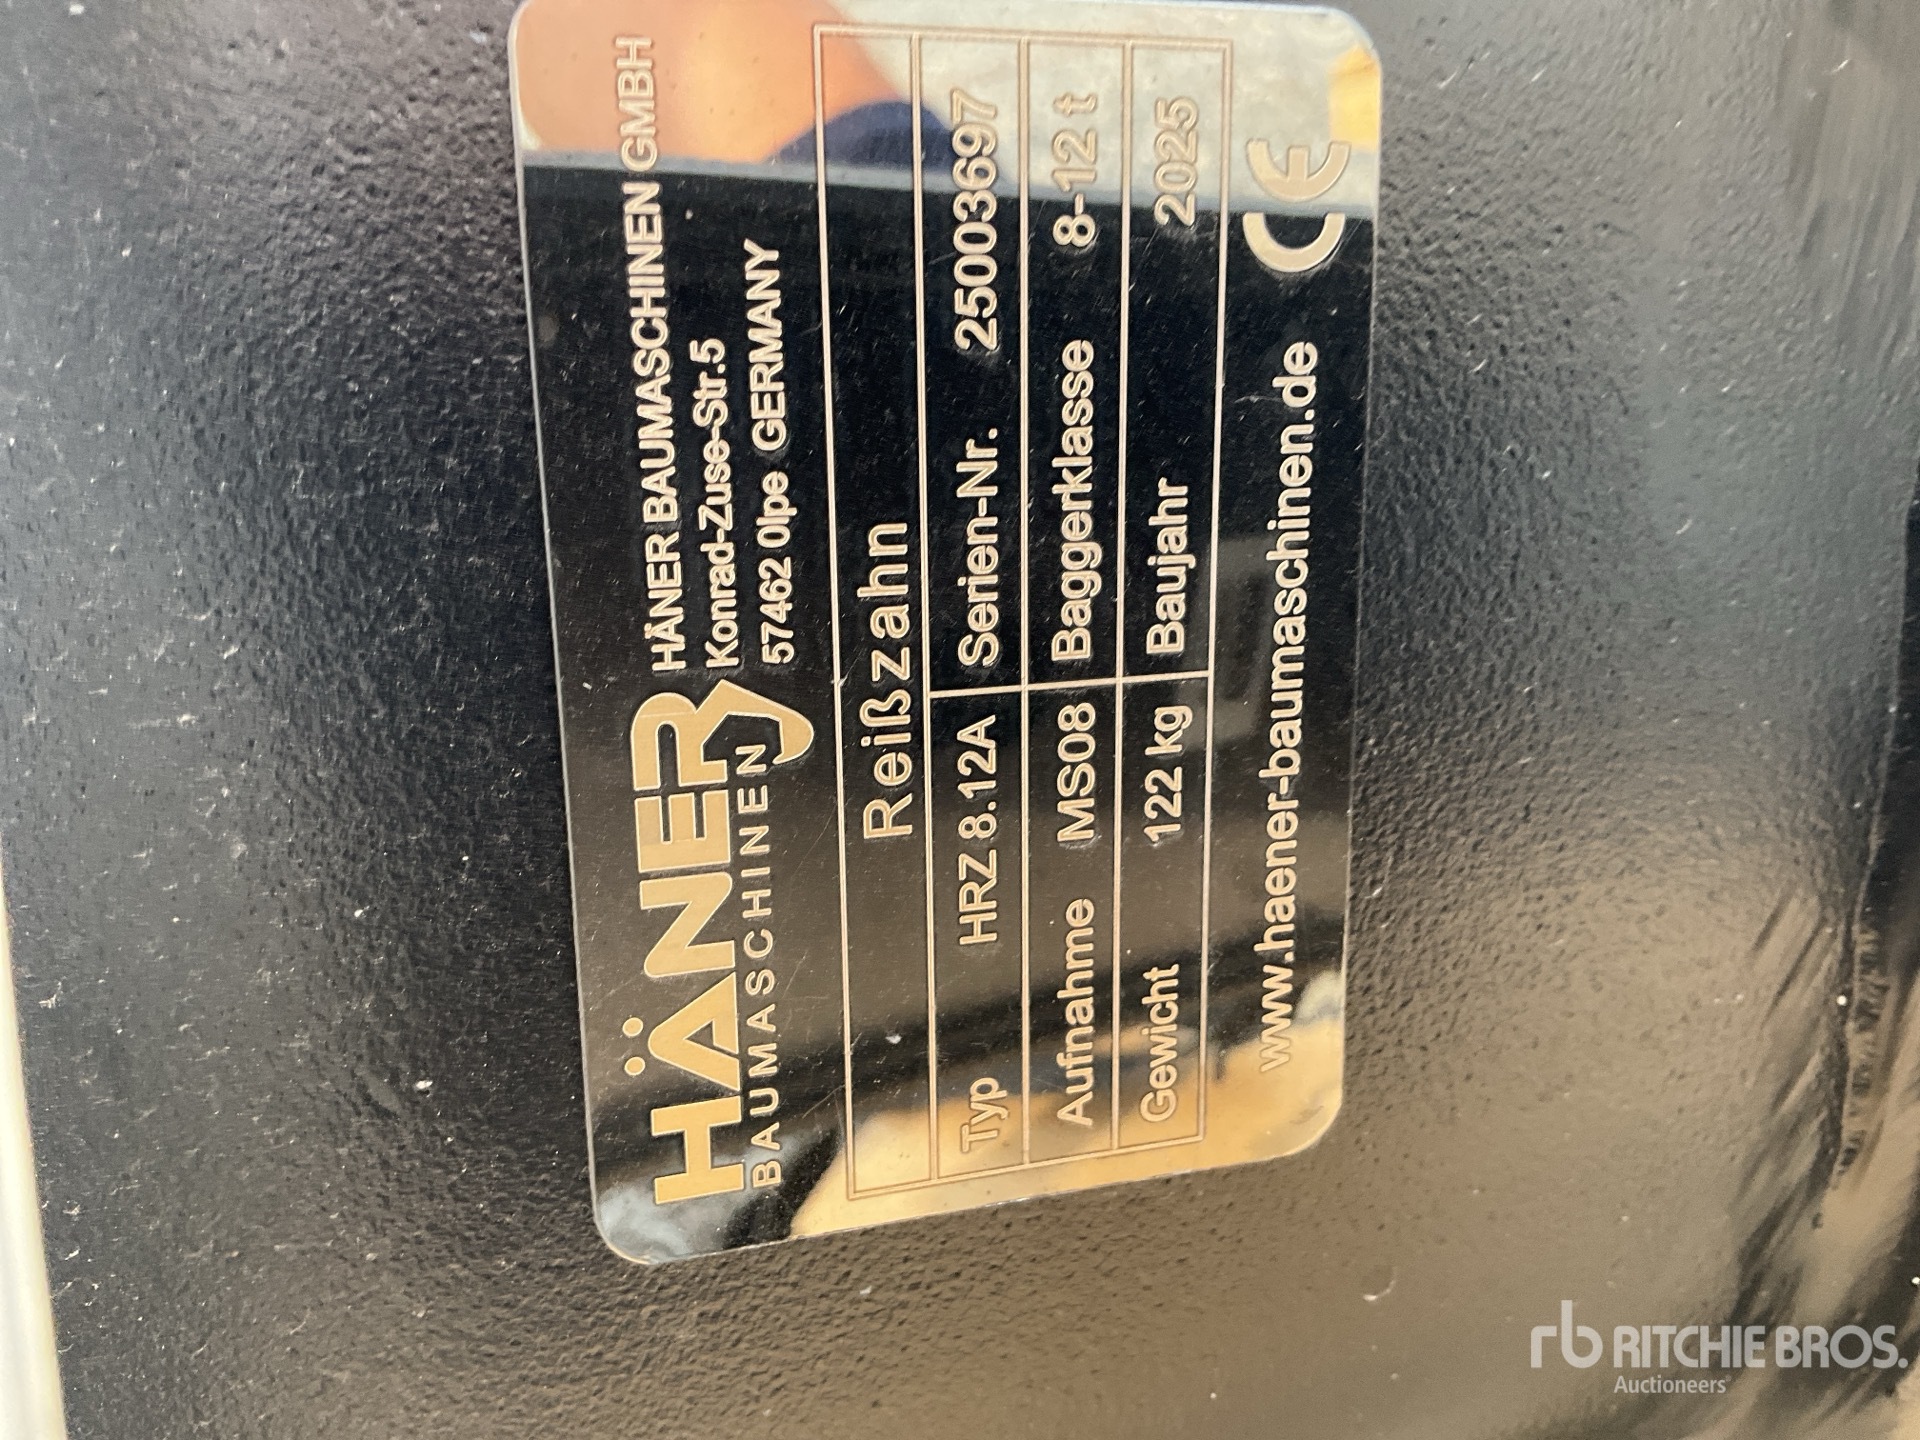 HÄNER
BAUMASCHINEN
HÄNER BAUMASCHINEN GMBH
Konrad-Zuse-Str.5
57462 Olpe GERMANY
Reißzahn
Typ HRZ 8.12A Serien-Nr. 25003697
Aufnahme MS08 Baggerklasse 8-12 t
Gewicht 122 kg Baujahr 2025
www.haener-baumaschinen.de CE
rb RITCHIE BROS.
Auctioneers